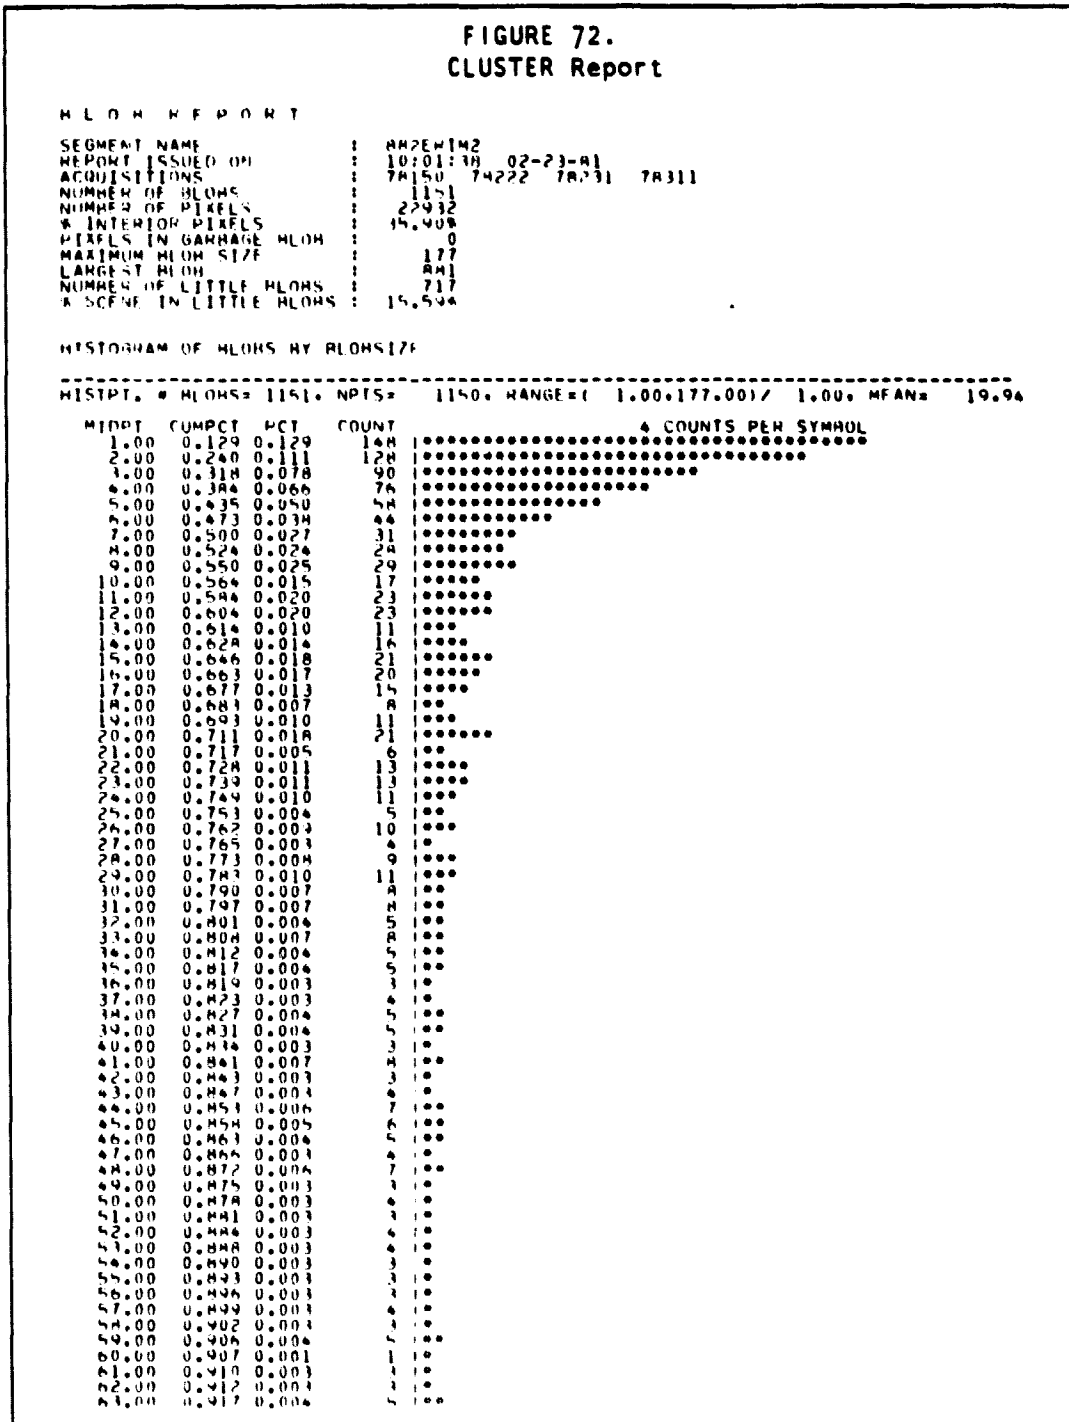 FIGURE 72.
CLUSTER Report
B L O B   R E P O R T
SEGMENT NAME :
REPORT ISSUED ON : 10:01:38 02-23-81
ACQUISITIONS : 78150 78222 78231 78311
NUMBER OF BLOBS : 1151
NUMBER OF PIXELS : 22932
% INTERIOR PIXELS : 35.90%
PIXELS IN GARBAGE BLOB : 0
MAXIMUM BLOB SIZE : 177
LARGEST BLOB : 881
NUMBER OF LITTLE BLOBS : 717
% SCENE IN LITTLE BLOBS : 15.59%
HISTOGRAM OF BLOBS BY BLOBSIZE
HISTPT. # BLOBS= 1151. NPTS= 1150. RANGE=( 1.00,177.00)/ 1.00. MEAN= 19.94
MIDPT CUMPCT PCT COUNT 4 COUNTS PER SYMBOL
1.00 0.129 0.129 148
2.00 0.240 0.111 128
3.00 0.318 0.078 90
4.00 0.384 0.066 76
5.00 0.435 0.050 58
6.00 0.473 0.038 44
7.00 0.500 0.027 31
8.00 0.524 0.024 28
9.00 0.550 0.025 29
10.00 0.564 0.015 17
11.00 0.584 0.020 23
12.00 0.604 0.020 23
13.00 0.614 0.010 11
14.00 0.628 0.014 16
15.00 0.646 0.018 21
16.00 0.663 0.017 20
17.00 0.677 0.013 15
18.00 0.683 0.007 8
19.00 0.693 0.010 11
20.00 0.711 0.018 21
21.00 0.717 0.005 6
22.00 0.728 0.011 13
23.00 0.739 0.011 13
24.00 0.749 0.010 11
25.00 0.753 0.004 5
26.00 0.762 0.009 10
27.00 0.765 0.003 4
28.00 0.773 0.008 9
29.00 0.783 0.010 11
30.00 0.790 0.007 8
31.00 0.797 0.007 8
32.00 0.801 0.004 5
33.00 0.808 0.007 8
34.00 0.812 0.004 5
35.00 0.817 0.004 5
36.00 0.819 0.003 3
37.00 0.823 0.003 4
38.00 0.827 0.004 5
39.00 0.831 0.004 5
40.00 0.834 0.003 3
41.00 0.841 0.007 8
42.00 0.843 0.003 3
43.00 0.847 0.003 4
44.00 0.853 0.006 7
45.00 0.858 0.005 6
46.00 0.863 0.004 5
47.00 0.866 0.003 4
48.00 0.872 0.006 7
49.00 0.875 0.003 3
50.00 0.878 0.003 4
51.00 0.881 0.003 3
52.00 0.884 0.003 4
53.00 0.888 0.003 4
54.00 0.890 0.003 3
55.00 0.893 0.003 3
56.00 0.896 0.003 3
57.00 0.899 0.003 4
58.00 0.902 0.003 3
59.00 0.906 0.004 5
60.00 0.907 0.001 1
61.00 0.910 0.003 3
62.00 0.912 0.003 3
63.00 0.917 0.004 5